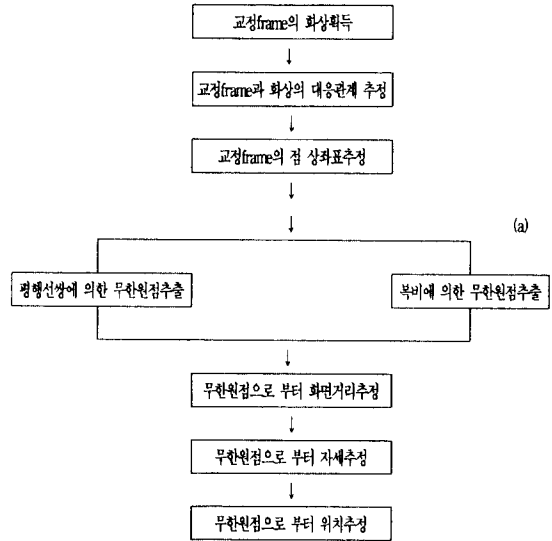 교정frame의 화상획득
교정frame과 화상의 대응관계 추정
교정frame의 점 상좌표추정
(a)
평행선쌍에 의한 무한원점추출
복비에 의한 무한원점추출
무한원점으로 부터 화면거리추정
무한원점으로 부터 자세추정
무한원점으로 부터 위치추정